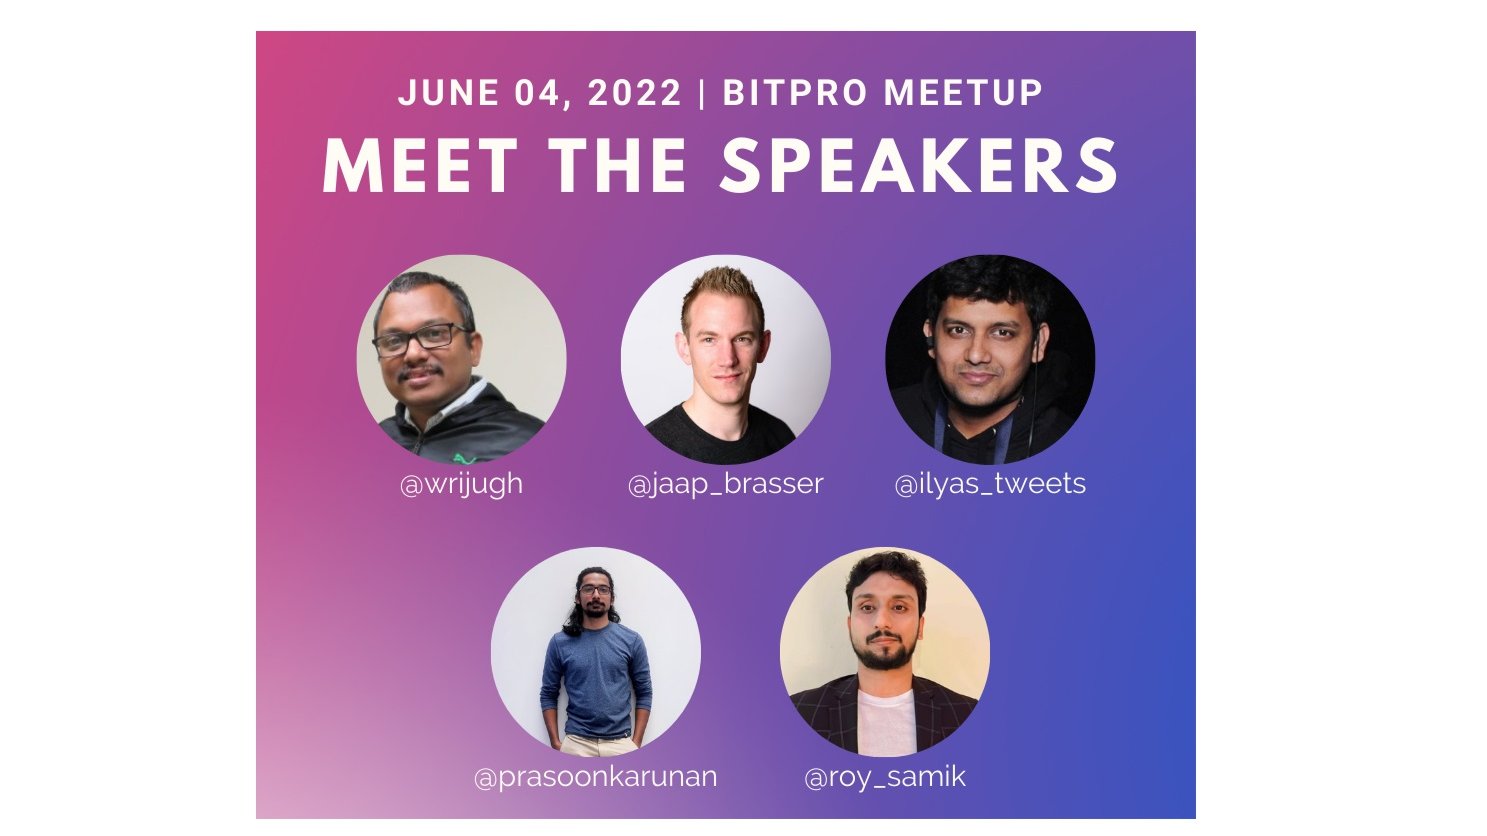 JUNE 04, 2022 | BITPRO MEETUP
MEET THE SPEAKERS
@wrijugh
@jaap_brasser
@ilyas_tweets
@prasoonkarunan
@roy_samik